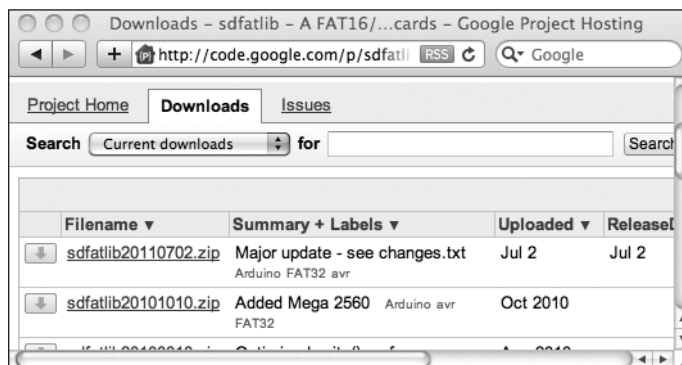 Downloads – sdfatlib – A FAT16/...cards – Google Project Hosting
http://code.google.com/p/sdfatli RSS Google
Project Home Downloads Issues
Search Current downloads for Search
Filename ▼ Summary + Labels ▼ Uploaded ▼ ReleaseD
sdfatlib20110702.zip Major update - see changes.txt Jul 2 Jul 2
Arduino FAT32 avr
sdfatlib20101010.zip Added Mega 2560 Arduino avr Oct 2010
FAT32